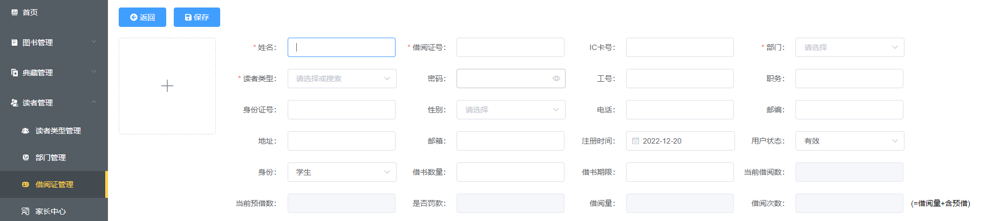 首页
图书管理
典藏管理
读者管理
读者类型管理
部门管理
借阅证管理
家长中心
返回 保存
* 姓名: * 借阅证号: IC卡号: * 部门: 请选择
* 读者类型: 请选择或搜索 密码: 工号: 职务:
身份证号: 性别: 请选择 电话: 邮编:
地址: 邮箱: 注册时间: 2022-12-20 用户状态: 有效
身份: 学生 借书数量: 借书期限: 当前借阅数:
当前预借数: 是否罚款: 借阅量: 借阅次数: (=借阅量+含预借)